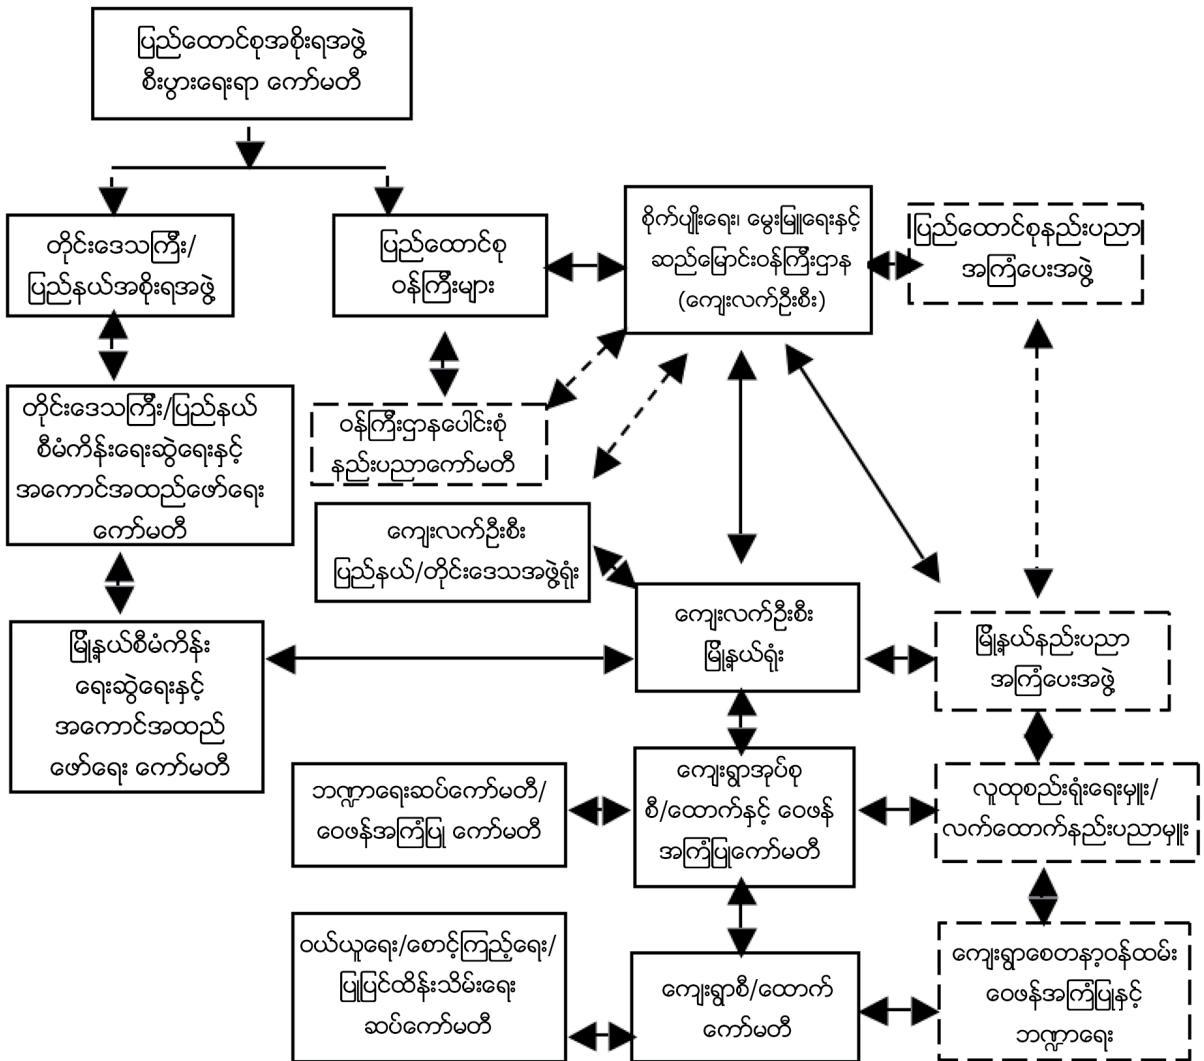 ပြည်ထောင်စုအစိုးရအဖွဲ့
စီးပွားရေးရာ ကော်မတီ
တိုင်းဒေသကြီး/
ပြည်နယ်အစိုးရအဖွဲ့
ပြည်ထောင်စု
ဝန်ကြီးများ
စိုက်ပျိုးရေး၊ မွေးမြူရေးနှင့်
ဆည်မြောင်းဝန်ကြီးဌာန
(ကျေးလက်ဦးစီး)
ပြည်ထောင်စုနည်းပညာ
အကြံပေးအဖွဲ့
တိုင်းဒေသကြီး/ပြည်နယ်
စီမံကိန်းရေးဆွဲရေးနှင့်
အကောင်အထည်ဖော်ရေး
ကော်မတီ
ဝန်ကြီးဌာနပေါင်းစုံ
နည်းပညာကော်မတီ
ကျေးလက်ဦးစီး
ပြည်နယ်/တိုင်းဒေသအဖွဲ့ရုံး
မြို့နယ်စီမံကိန်း
ရေးဆွဲရေးနှင့်
အကောင်အထည်
ဖော်ရေး ကော်မတီ
ကျေးလက်ဦးစီး
မြို့နယ်ရုံး
မြို့နယ်နည်းပညာ
အကြံပေးအဖွဲ့
ဘဏ္ဍာရေးဆပ်ကော်မတီ/
ဝေဖန်အကြံပြု ကော်မတီ
ကျေးရွာအုပ်စု
စီ/ထောက်နှင့် ဝေဖန်
အကြံပြုကော်မတီ
လူထုစည်းရုံးရေးမှူး/
လက်ထောက်နည်းပညာမှူး
ဝယ်ယူရေး/စောင့်ကြည့်ရေး/
ပြုပြင်ထိန်းသိမ်းရေး
ဆပ်ကော်မတီ
ကျေးရွာစီ/ထောက်
ကော်မတီ
ကျေးရွာစေတနာ့ဝန်ထမ်း
ဝေဖန်အကြံပြုနှင့်
ဘဏ္ဍာရေး